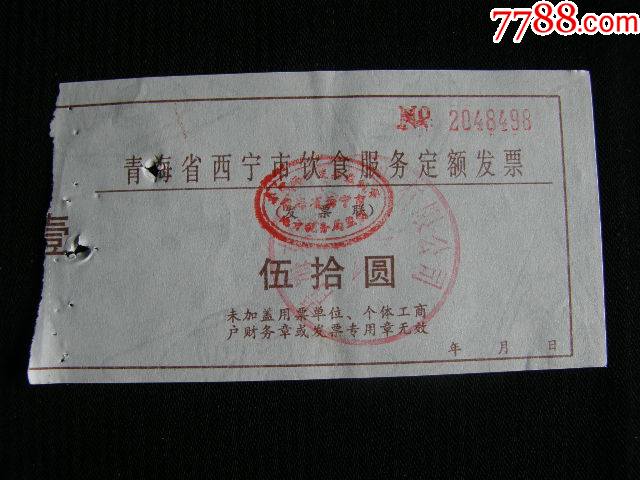 7788.com
№ 2048498
青海省西宁市饮食服务定额发票
(发票联)
壹
伍拾圆
未加盖用票单位、个体工商
户财务章或发票专用章无效
年 月 日
公司